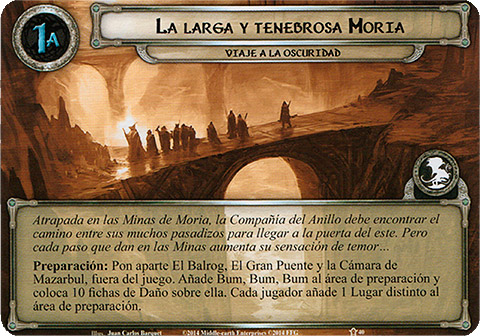 1A
La larga y tenebrosa Moria
Viaje a la oscuridad
Atrapada en las Minas de Moria, la Compañía del Anillo debe encontrar el
camino entre sus muchos pasadizos para llegar a la puerta del este. Pero
cada paso que dan en las Minas aumenta su sensación de temor…
Preparación: Pon aparte El Balrog, El Gran Puente y la Cámara de
Mazarbul, fuera del juego. Añade Bum, Bum, Bum al área de preparación y
coloca 10 fichas de Daño sobre ella. Cada jugador añade 1 Lugar distinto al
área de preparación.
Illus. Juan Carlos Barquet ©2014 Middle-earth Enterprises ©2014 FFG 40